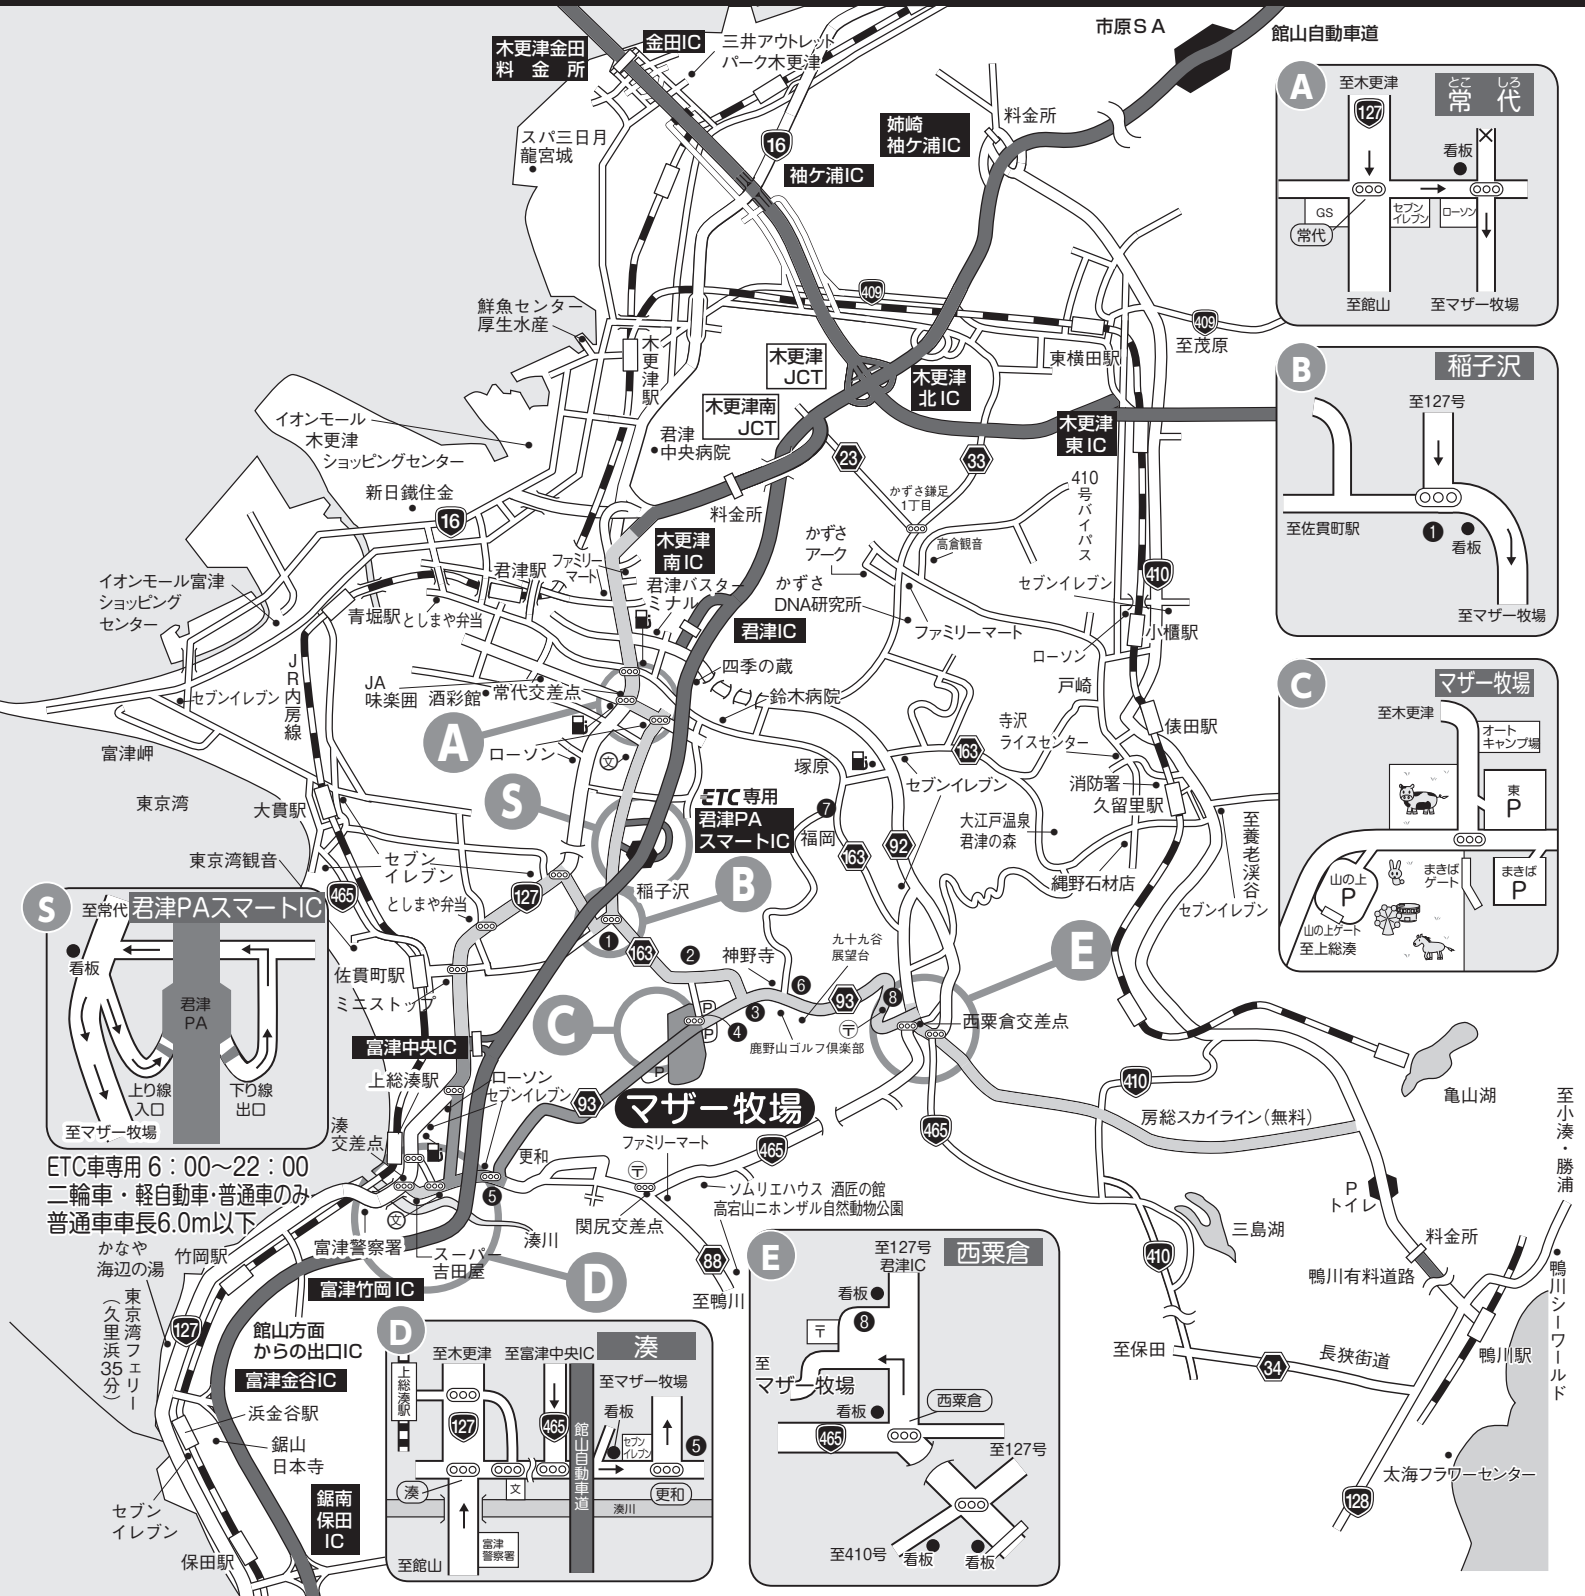 市原SA
館山自動車道
木更津金田
料金所
金田IC
三井アウトレット
パーク木更津
スパ三日月
龍宮城
16
袖ケ浦IC
姉崎
袖ケ浦IC
料金所
409
409
至茂原
東横田駅
鮮魚センター
厚生水産
木更津駅
木更津
JCT
木更津南
JCT
木更津
北IC
木更津
東IC
イオンモール
木更津
ショッピングセンター
君津
中央病院
新日鐵住金
16
料金所
23
33
かずさ鎌足
1丁目
410号バイパス
木更津
南IC
かずさ
アーク
高倉観音
かずさ
DNA研究所
セブンイレブン
410
ファミリーマート
小櫃駅
ローソン
イオンモール富津
ショッピング
センター
青堀駅
としまや弁当
君津駅
ファミリー
マート
君津バスター
ミナル
君津IC
四季の蔵
鈴木病院
JR内房線
セブンイレブン
富津岬
JA
味楽囲
酒彩館
常代交差点
A
ローソン
文
戸崎
寺沢
ライスセンター
俵田駅
163
塚原
セブンイレブン
消防署
久留里駅
東京湾
大貫駅
S
ETC専用
君津PA
スマートIC
7
福岡
大江戸温泉
君津の森
至養老渓谷
163
92
東京湾観音
セブン
イレブン
B
稲子沢
縄野石材店
セブンイレブン
465
としまや弁当
127
1
163
2
神野寺
九十九谷
展望台
E
佐貫町駅
ミニストップ
6
93
8
C
P
P
P
3
4
〒
鹿野山ゴルフ倶楽部
西粟倉交差点
富津中央IC
上総湊駅
ローソン
セブンイレブン
93
マザー牧場
410
亀山湖
房総スカイライン(無料)
湊
交差点
更和
ファミリーマート
〒
465
465
5
ソムリエハウス 酒匠の館
高宕山ニホンザル自然動物公園
関尻交差点
文
富津警察署
スーパー
吉田屋
湊川
D
88
至鴨川
三島湖
P
トイレ
料金所
至小湊・勝浦
410
鴨川有料道路
鴨川シーワールド
鴨川駅
至保田
34
長狭街道
太海フラワーセンター
128
かなや
海辺の湯
竹岡駅
富津竹岡IC
127
東京湾フェリー
(久里浜35分)
館山方面
からの出口IC
富津金谷IC
浜金谷駅
鋸山
日本寺
鋸南
保田
IC
セブン
イレブン
保田駅
A
常代
とこ しろ
至木更津
127
看板
GS
セブン
イレブン
ローソン
常代
至館山
至マザー牧場
B
稲子沢
至127号
至佐貫町駅
1
看板
至マザー牧場
C
マザー牧場
至木更津
オート
キャンプ場
東
P
山の上
P
まきば
ゲート
まきば
P
山の上ゲート
至上総湊
S
君津PAスマートIC
至常代
看板
君津
PA
上り線
入口
下り線
出口
至マザー牧場
ETC車専用 6:00〜22:00
二輪車・軽自動車・普通車のみ
普通車車長6.0m以下
D
湊
至木更津
至富津中央IC
上総湊駅
至マザー牧場
127
465
館山自動車道
看板
セブン
イレブン
5
湊
文
更和
湊川
富津
警察署
至館山
E
西粟倉
至127号
君津IC
看板
8
〒
至
マザー牧場
看板
西粟倉
465
至127号
至410号
看板
看板